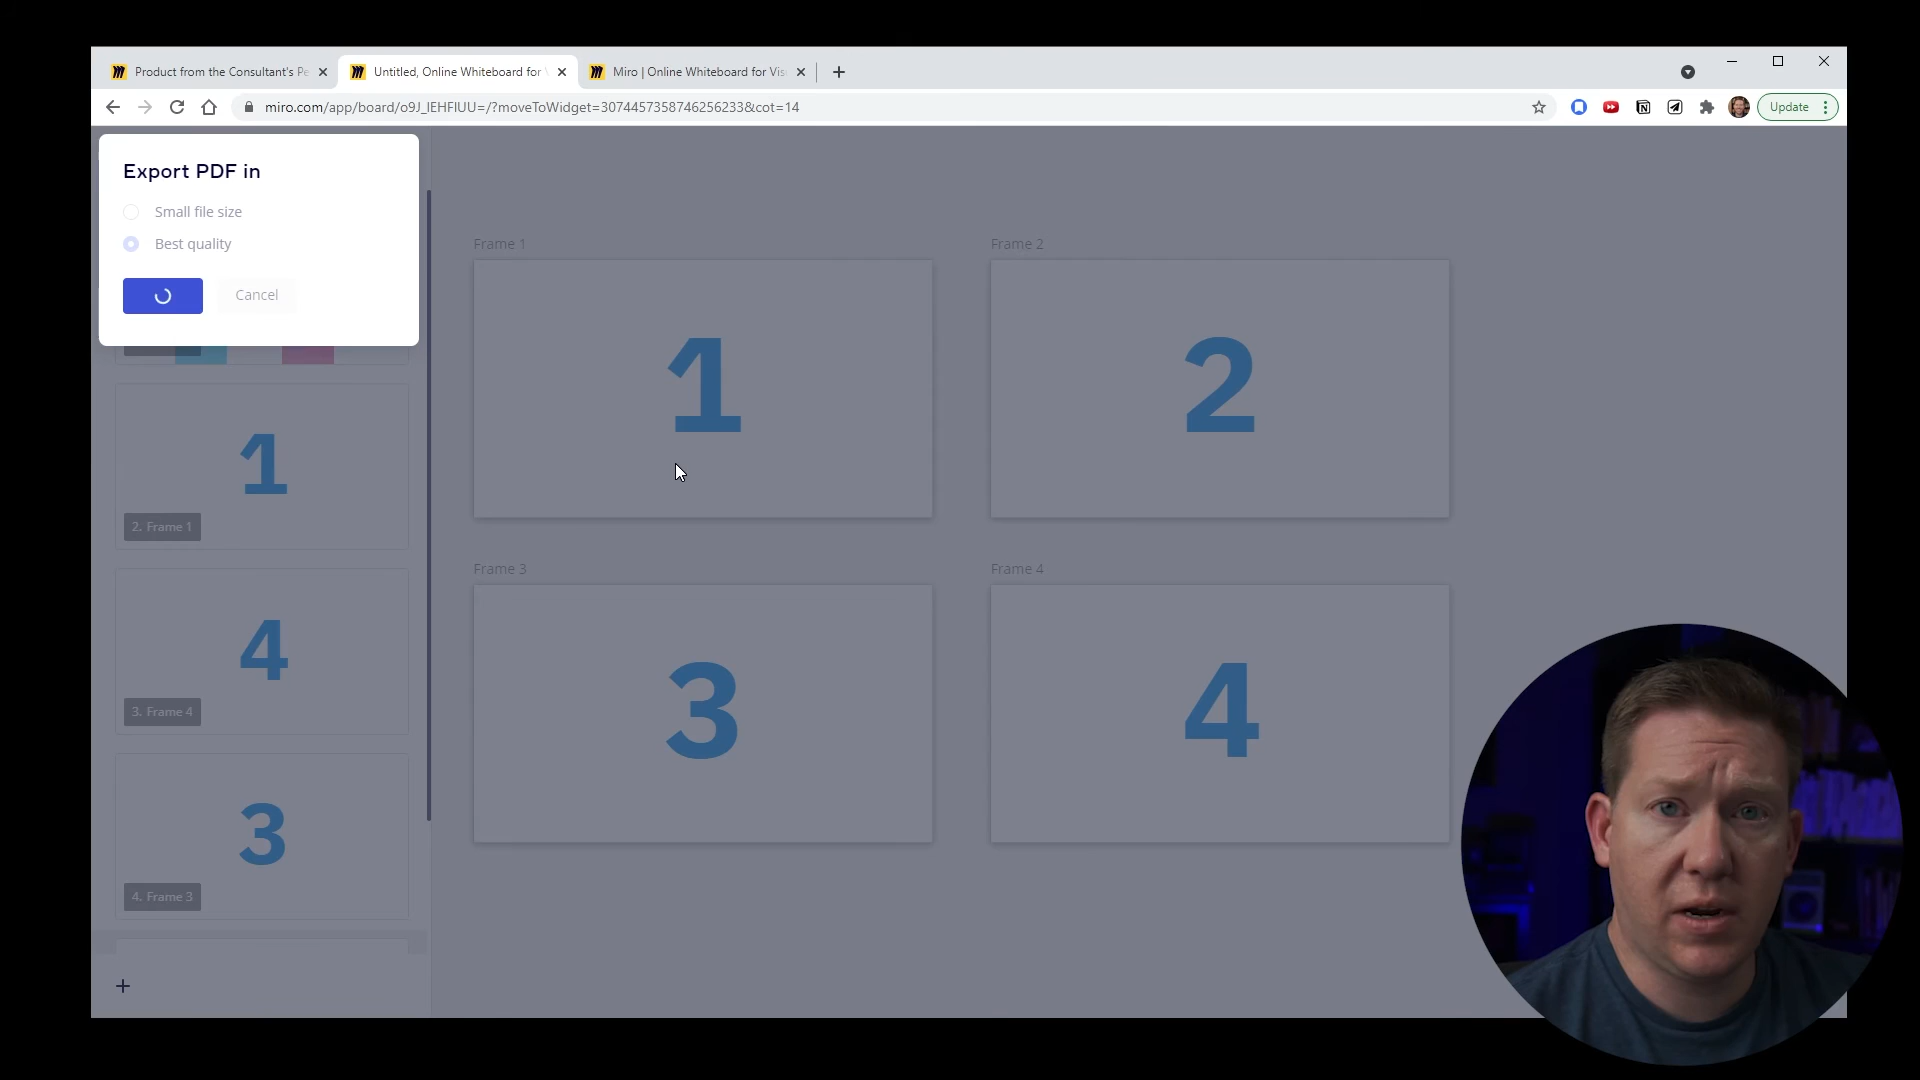 Product from the Consultant's Pe
Untitled, Online Whiteboard for V
Miro | Online Whiteboard for Vis
miro.com/app/board/o9J_lEHFIUU=/?moveToWidget=3074457358746256233&cot=14
Update
Export PDF in
Small file size
Best quality
Cancel
1
2. Frame 1
4
3. Frame 4
3
4. Frame 3
Frame 1
1
Frame 2
2
Frame 3
3
Frame 4
4